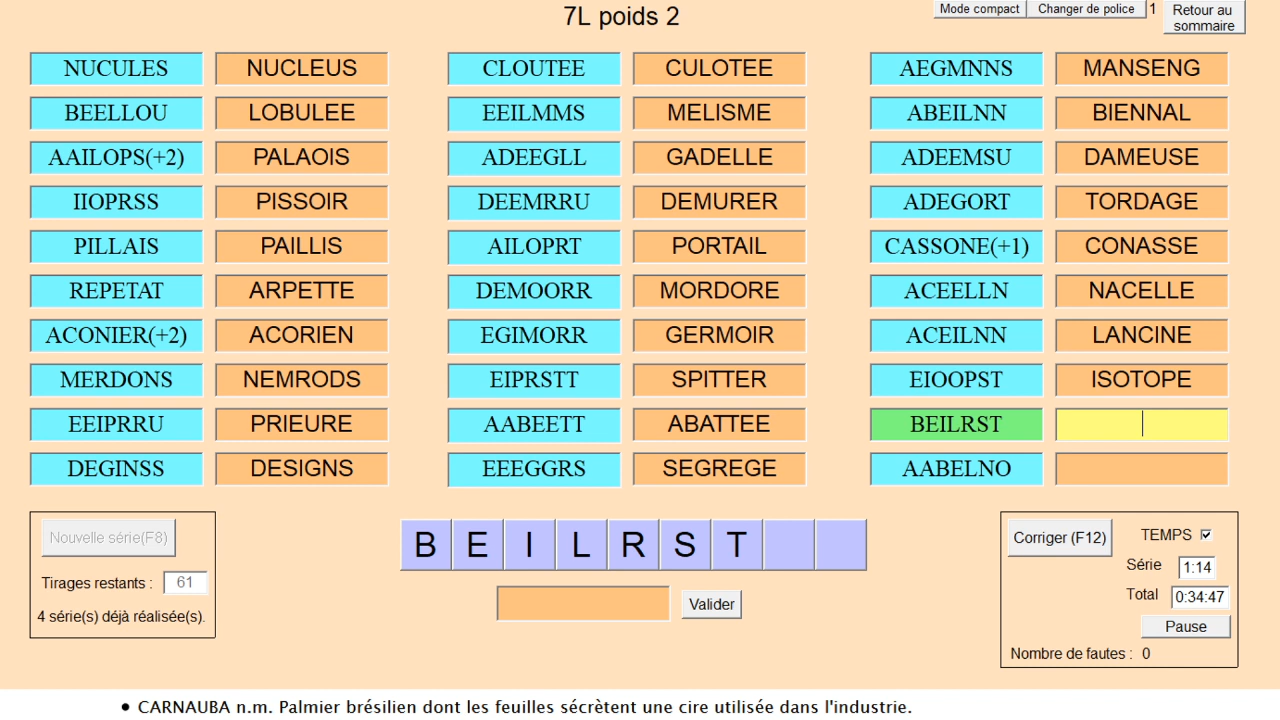 7L poids 2
Mode compact Changer de police 1 Retour au sommaire
NUCULES NUCLEUS CLOUTEE CULOTEE AEGMNNS MANSENG
BEELLOU LOBULEE EEILMMS MELISME ABEILNN BIENNAL
AAILOPS(+2) PALAOIS ADEEGLL GADELLE ADEEMSU DAMEUSE
IIOPRSS PISSOIR DEEMRRU DEMURER ADEGORT TORDAGE
PILLAIS PAILLIS AILOPRT PORTAIL CASSONE(+1) CONASSE
REPETAT ARPETTE DEMOORR MORDORE ACEELLN NACELLE
ACONIER(+2) ACORIEN EGIMORR GERMOIR ACEILNN LANCINE
MERDONS NEMRODS EIPRSTT SPITTER EIOOPST ISOTOPE
EEIPRRU PRIEURE AABEETT ABATTEE BEILRST
DEGINSS DESIGNS EEEGGRS SEGREGE AABELNO
Nouvelle série(F8)
Tirages restants : 61
4 série(s) déjà réalisée(s).
B E I L R S T
Valider
Corriger (F12) TEMPS
Série 1:14
Total 0:34:47
Pause
Nombre de fautes : 0
• CARNAUBA n.m. Palmier brésilien dont les feuilles sécrètent une cire utilisée dans l'industrie.